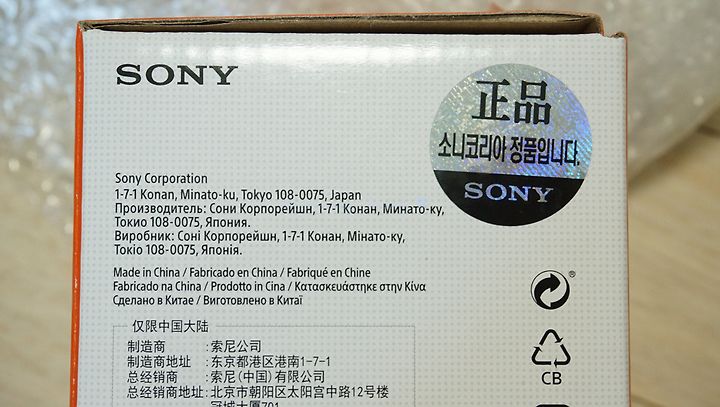 SONY
正品
소니코리아 정품입니다.
SONY
Sony Corporation
1-7-1 Konan, Minato-ku, Tokyo 108-0075, Japan
Производитель: Сони Корпорейшн, 1-7-1 Конан, Минато-ку,
Токио 108-0075, Япония.
Виробник: Соні Корпорейшн, 1-7-1 Конан, Мінато-ку,
Токіо 108-0075, Японія.
Made in China / Fabricado en China / Fabriqué en Chine
Fabricado na China / Prodotto in Cina / Κατασκευάστηκε στην Κίνα
Сделано в Китае / Виготовлено в Китаї
®
CB
仅限中国大陆
制造商 :索尼公司
制造商地址 :东京都港区港南1-7-1
总经销商 :索尼(中国)有限公司
总经销商地址:北京市朝阳区太阳宫中路12号楼
冠城大厦701